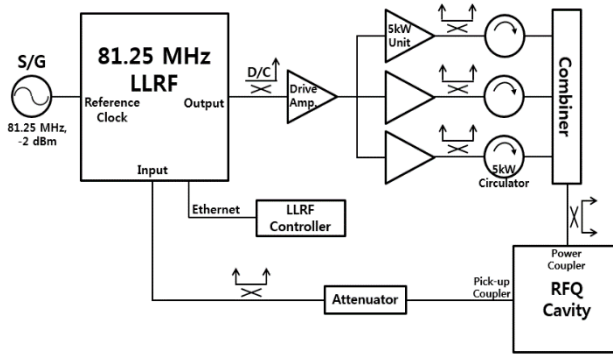 S/G
81.25 MHz,
-2 dBm
81.25 MHz
LLRF
Reference
Clock
Output
Input
D/C
Drive
Amp.
5kW
Unit
5kW
Circulator
Combiner
Ethernet
LLRF
Controller
Attenuator
Pick-up
Coupler
Power
Coupler
RFQ
Cavity